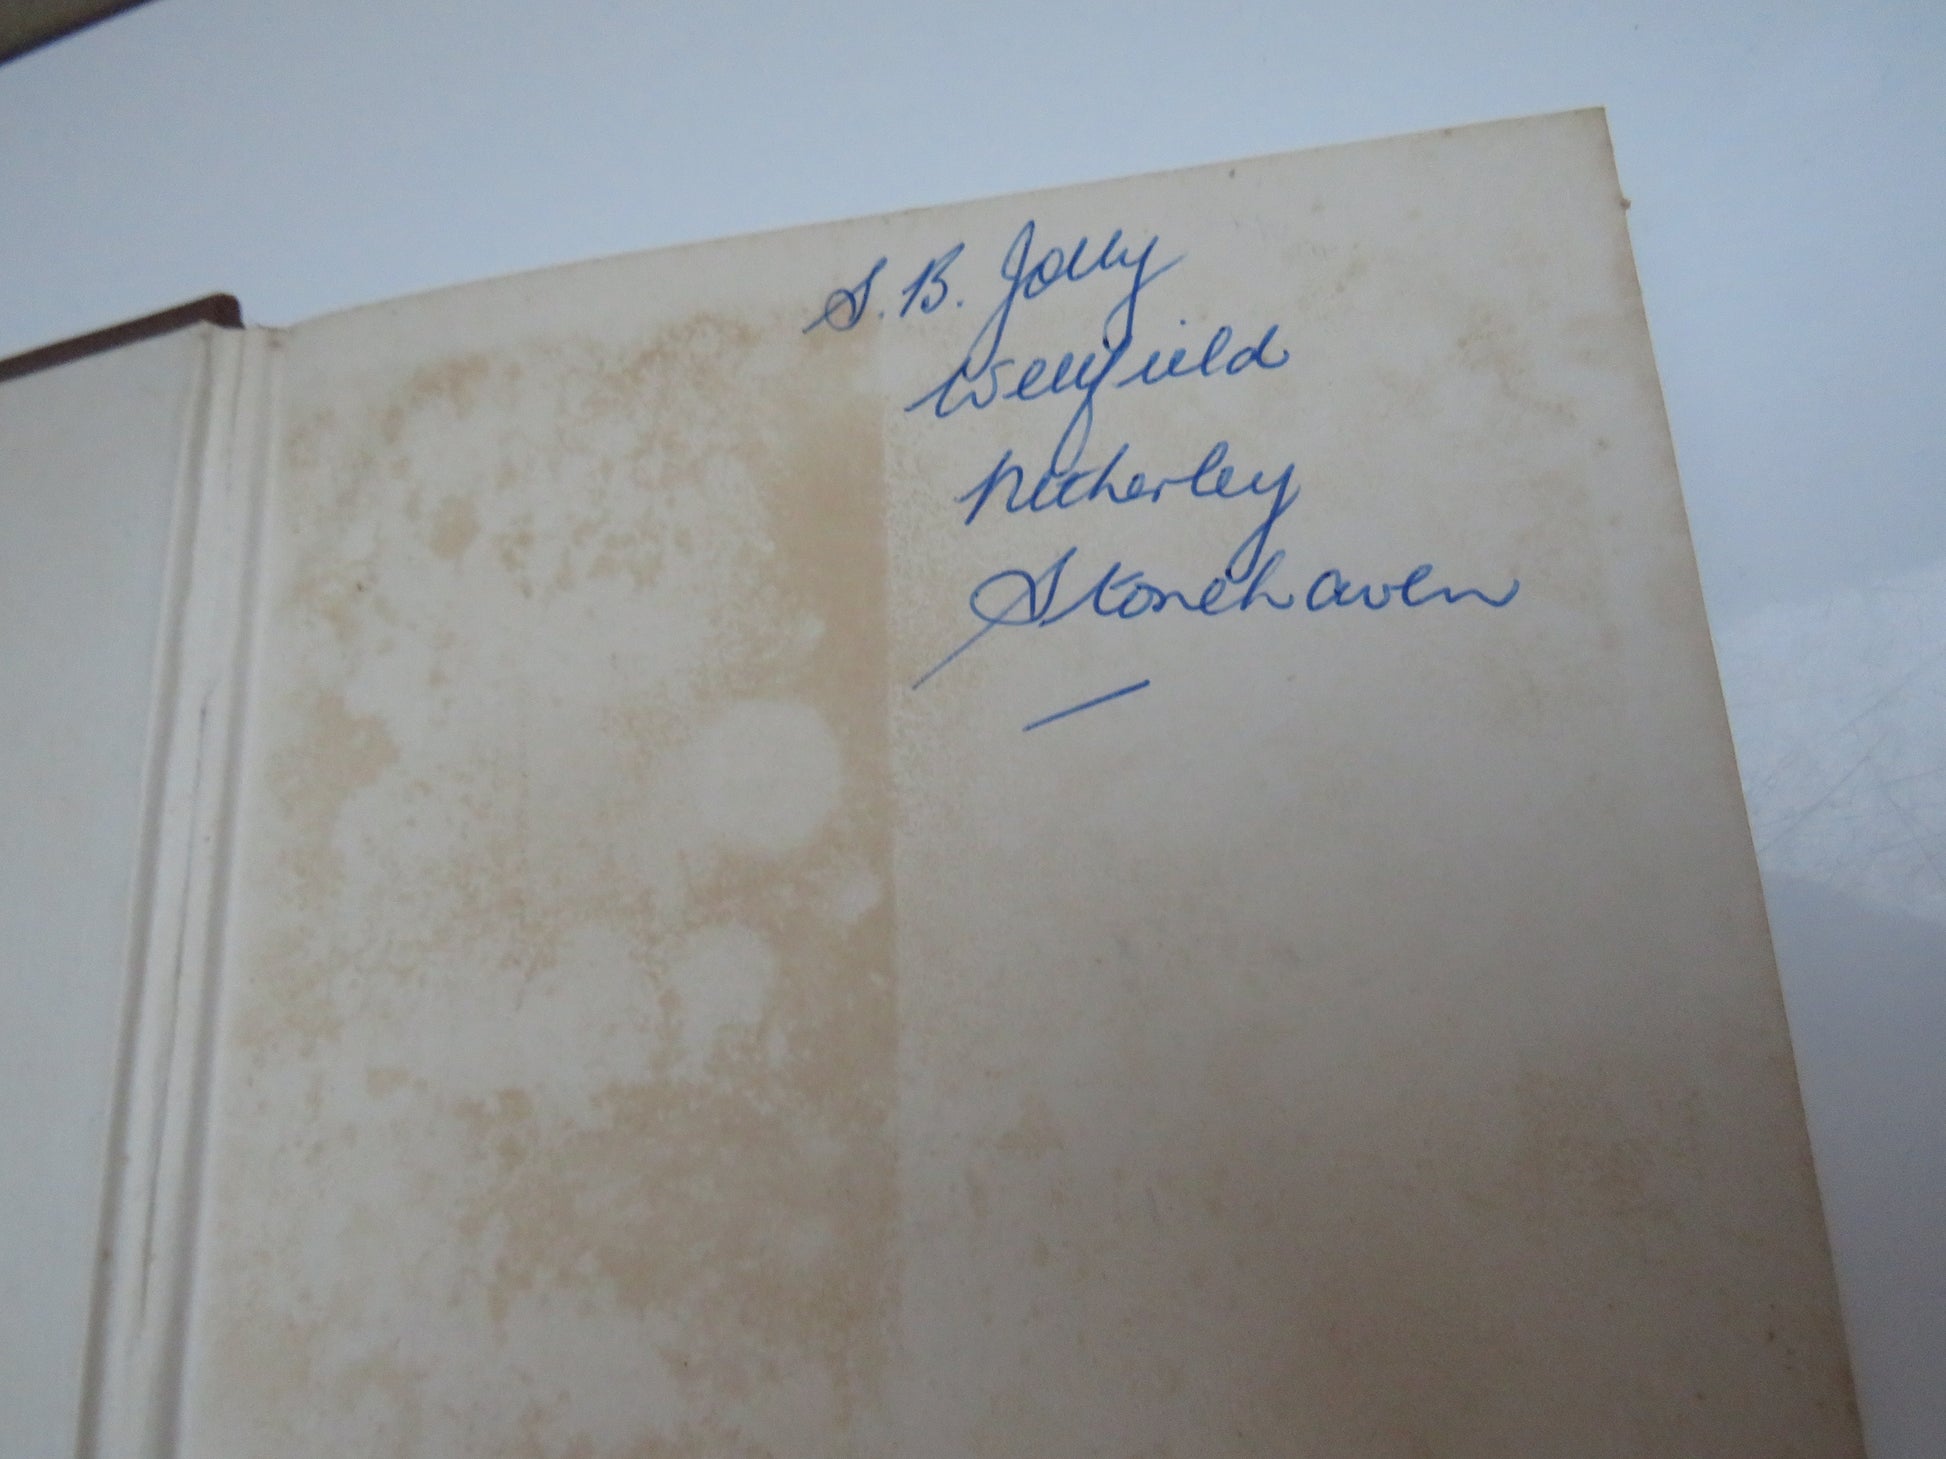 S. B. Jolly
Wellfield
Netherley
Stonehaven